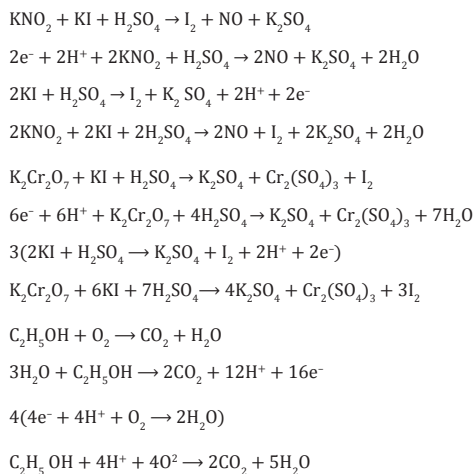 KNO₂ + KI + H₂SO₄ → I₂ + NO + K₂SO₄
2e⁻ + 2H⁺ + 2KNO₂ + H₂SO₄ → 2NO + K₂SO₄ + 2H₂O
2KI + H₂SO₄ → I₂ + K₂ SO₄ + 2H⁺ + 2e⁻
2KNO₂ + 2KI + 2H₂SO₄ → 2NO + I₂ + 2K₂SO₄ + 2H₂O
K₂Cr₂O₇ + KI + H₂SO₄ → K₂SO₄ + Cr₂(SO₄)₃ + I₂
6e⁻ + 6H⁺ + K₂Cr₂O₇ + 4H₂SO₄ → K₂SO₄ + Cr₂(SO₄)₃ + 7H₂O
3(2KI + H₂SO₄ → K₂SO₄ + I₂ + 2H⁺ + 2e⁻)
K₂Cr₂O₇ + 6KI + 7H₂SO₄ → 4K₂SO₄ + Cr₂(SO₄)₃ + 3I₂
C₂H₅OH + O₂ → CO₂ + H₂O
3H₂O + C₂H₅OH → 2CO₂ + 12H⁺ + 16e⁻
4(4e⁻ + 4H⁺ + O₂ → 2H₂O)
C₂H₅ OH + 4H⁺ + 4O² → 2CO₂ + 5H₂O